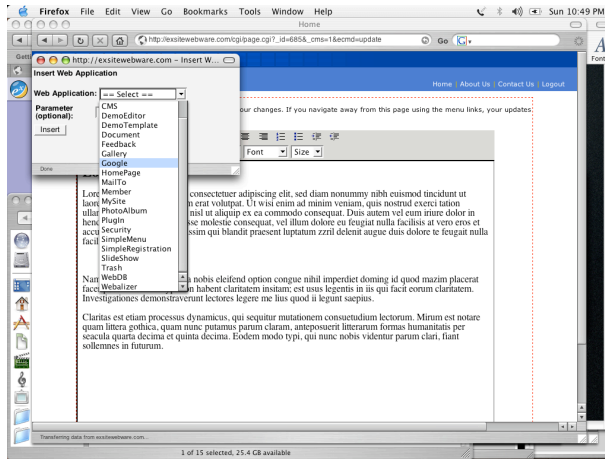 Firefox File Edit View Go Bookmarks Tools Window Help Sun 10:49 PM
Home
http://exsitewebware.com/cgi/page.cgi?_id=685&_cms=1&ecmd=update Go
Font
http://exsitewebware.com – Insert W...
Insert Web Application
Web Application: == Select ==
Parameter
(optional):
Insert
Done
CMS
DemoEditor
DemoTemplate
Document
Feedback
Gallery
Google
HomePage
MailTo
Member
MySite
PhotoAlbum
PlugIn
Security
SimpleMenu
SimpleRegistration
SlideShow
Trash
WebDB
Webalizer
Home | About Us | Contact Us | Logout
our changes. If you navigate away from this page using the menu links, your updates
Font Size
consectetuer adipiscing elit, sed diam nonummy nibh euismod tincidunt ut
erat volutpat. Ut wisi enim ad minim veniam, quis nostrud exerci tation
nisl ut aliquip ex ea commodo consequat. Duis autem vel eum iriure dolor in
sse molestie consequat, vel illum dolore eu feugiat nulla facilisis at vero eros et
ssim qui blandit praesent luptatum zzril delenit augue duis dolore te feugait nulla
facil
Nam a nobis eleifend option congue nihil imperdiet doming id quod mazim placerat
face on habent claritatem insitam; est usus legentis in iis qui facit eorum claritatem.
Investigationes demonstraverunt lectores legere me lius quod ii legunt saepius.
Claritas est etiam processus dynamicus, qui sequitur mutationem consuetudium lectorum. Mirum est notare
quam littera gothica, quam nunc putamus parum claram, anteposuerit litterarum formas humanitatis per
seacula quarta decima et quinta decima. Eodem modo typi, qui nunc nobis videntur parum clari, fiant
sollemnes in futurum.
Transferring data from exsitewebware.com...
1 of 15 selected, 25.4 GB available